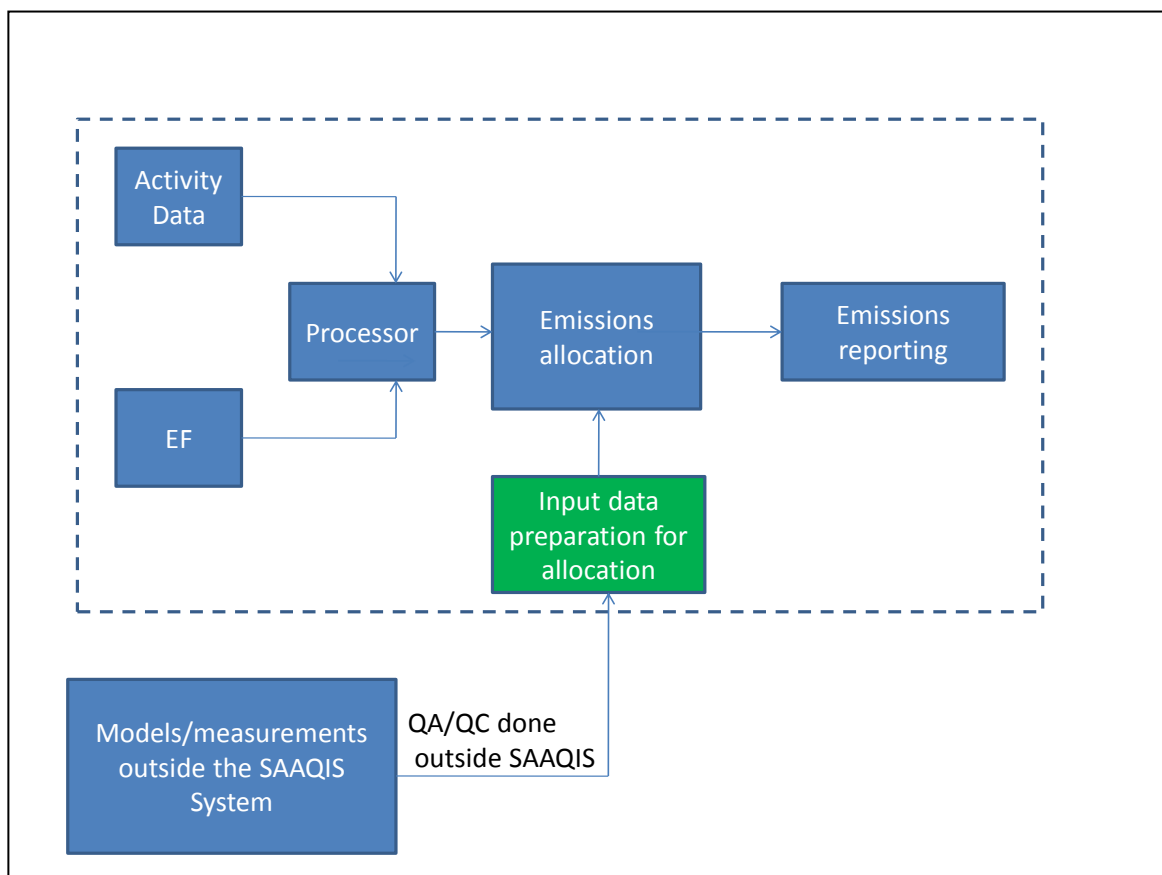 Activity
Data
Processor
EF
Emissions
allocation
Emissions
reporting
Input data
preparation for
allocation
Models/measurements
outside the SAAQIS
System
QA/QC done
outside SAAQIS